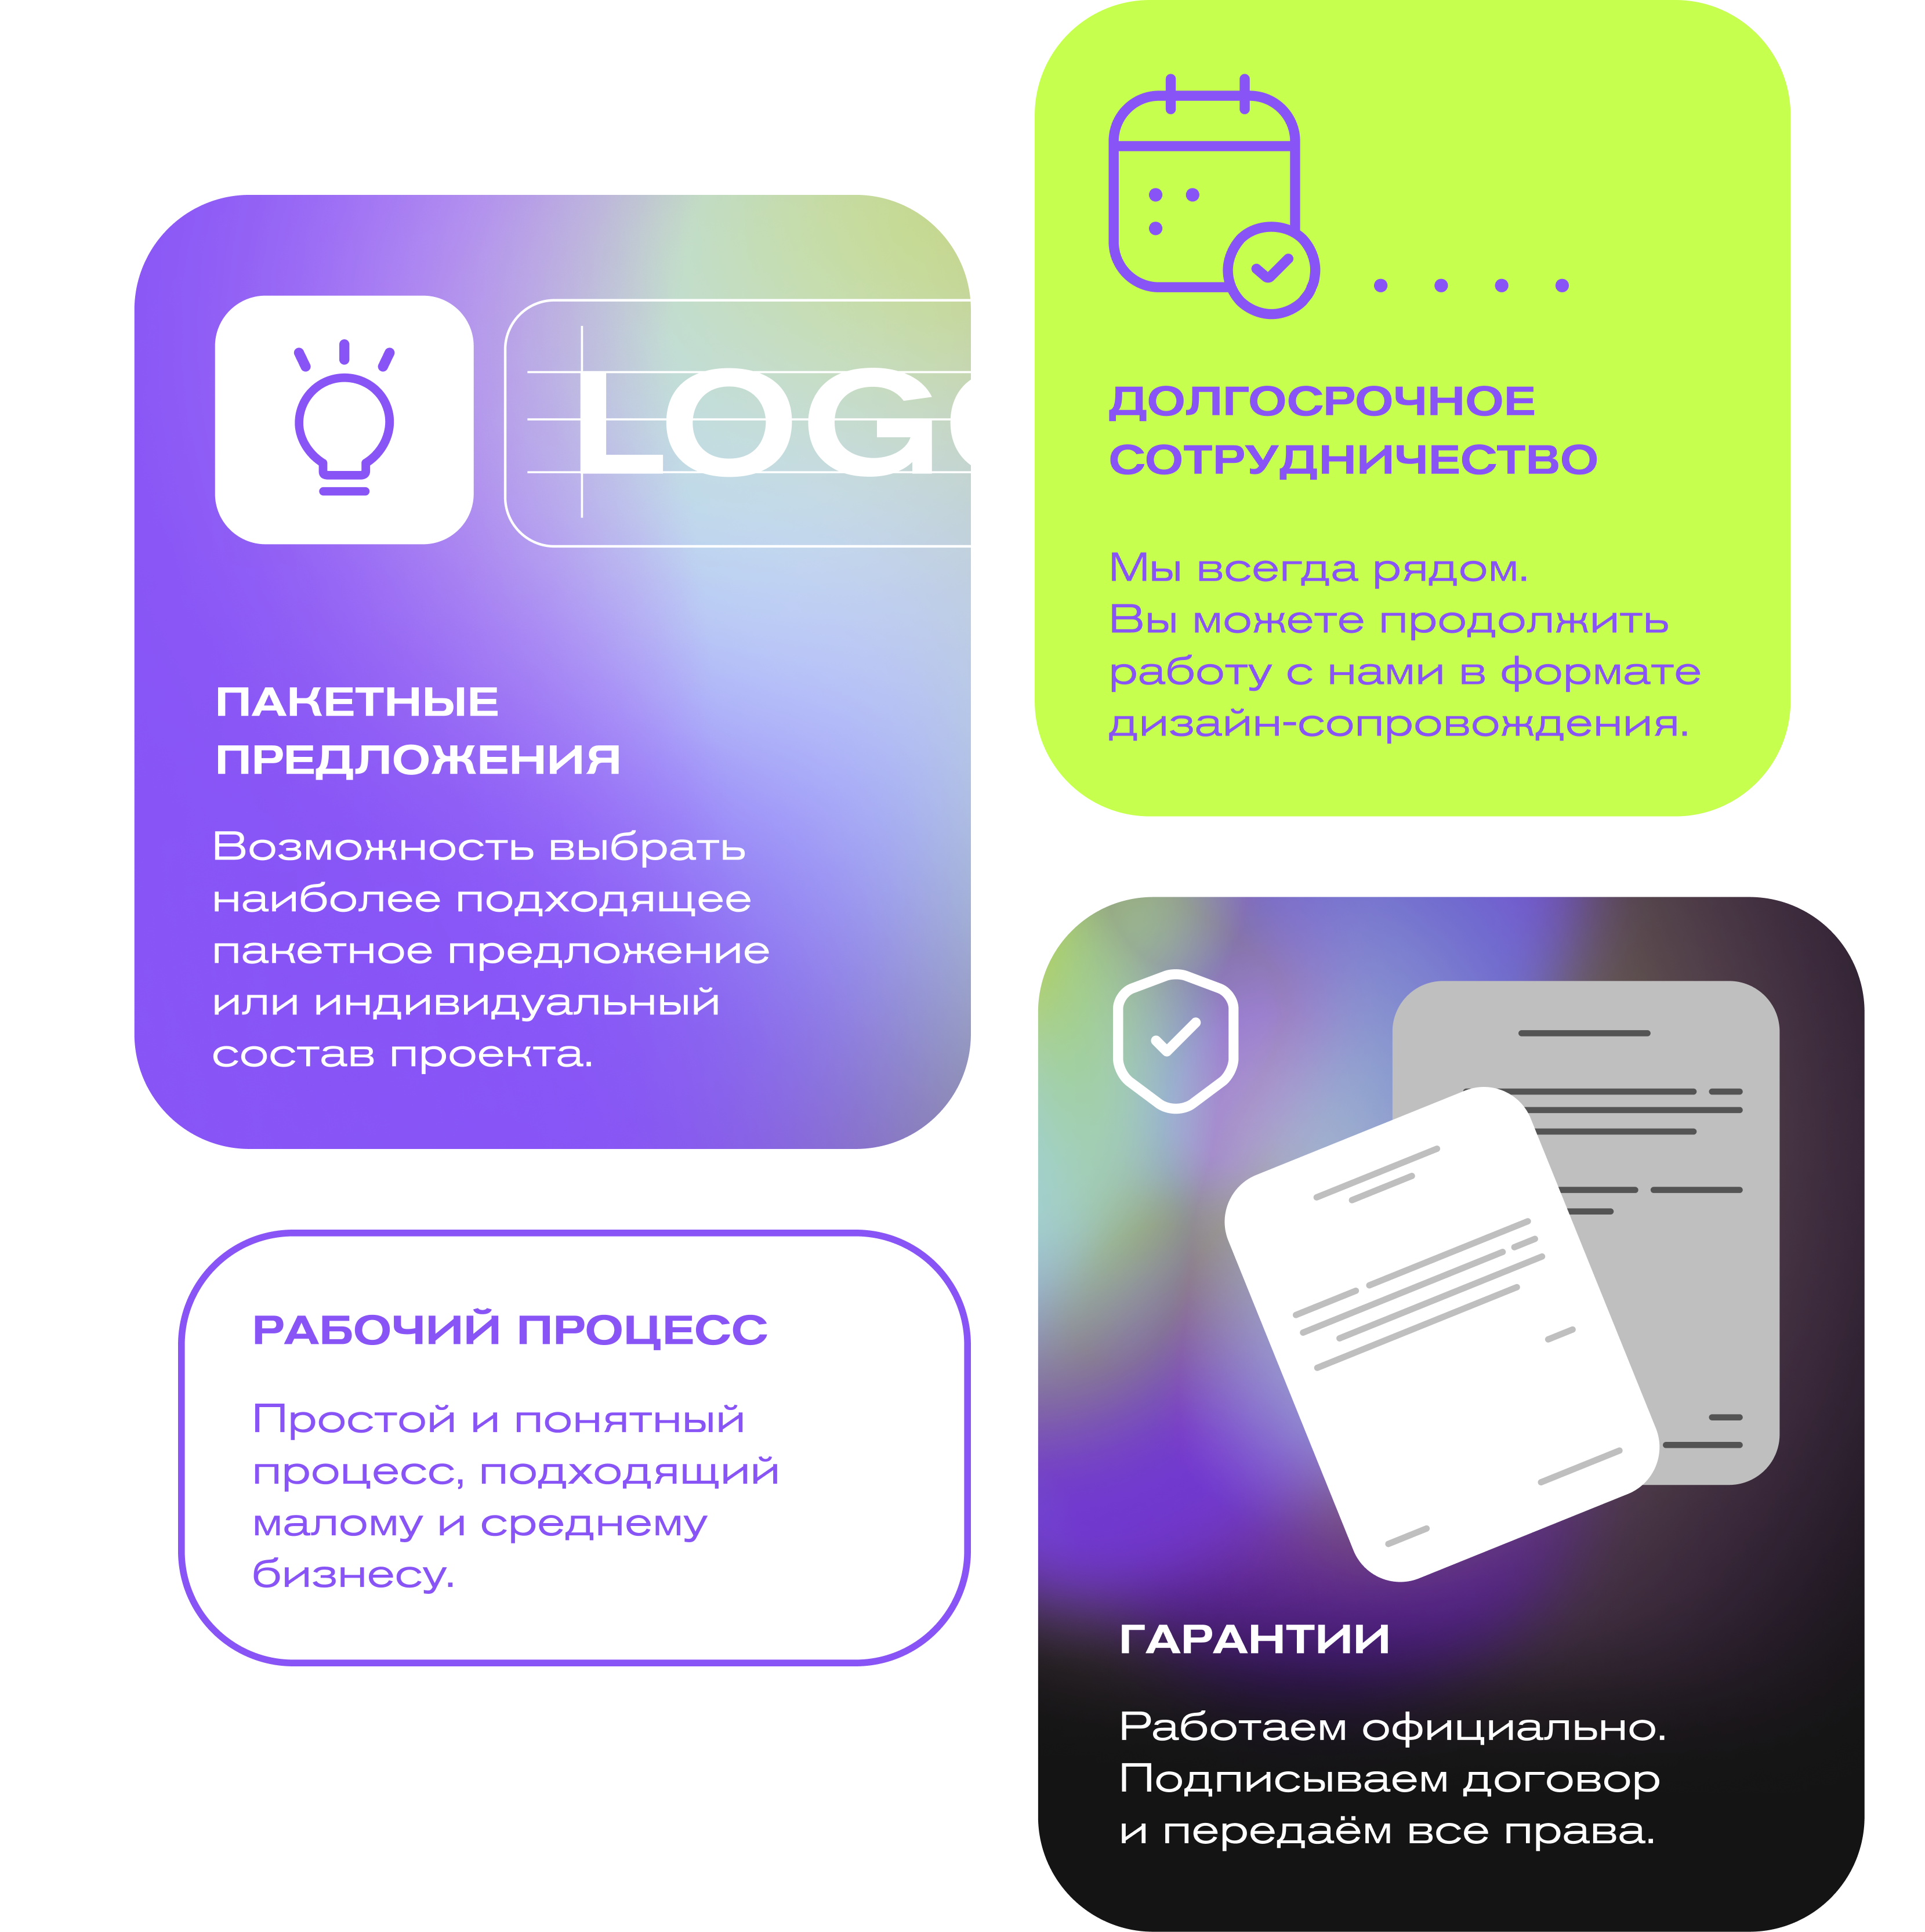 LOGO
ПАКЕТНЫЕ
ПРЕДЛОЖЕНИЯ
Возможность выбрать
наиболее подходящее
пакетное предложение
или индивидуальный
состав проекта.
РАБОЧИЙ ПРОЦЕСС
Простой и понятный
процесс, подходящий
малому и среднему
бизнесу.
ДОЛГОСРОЧНОЕ
СОТРУДНИЧЕСТВО
Мы всегда рядом.
Вы можете продолжить
работу с нами в формате
дизайн-сопровождения.
ГАРАНТИИ
Работаем официально.
Подписываем договор
и передаём все права.